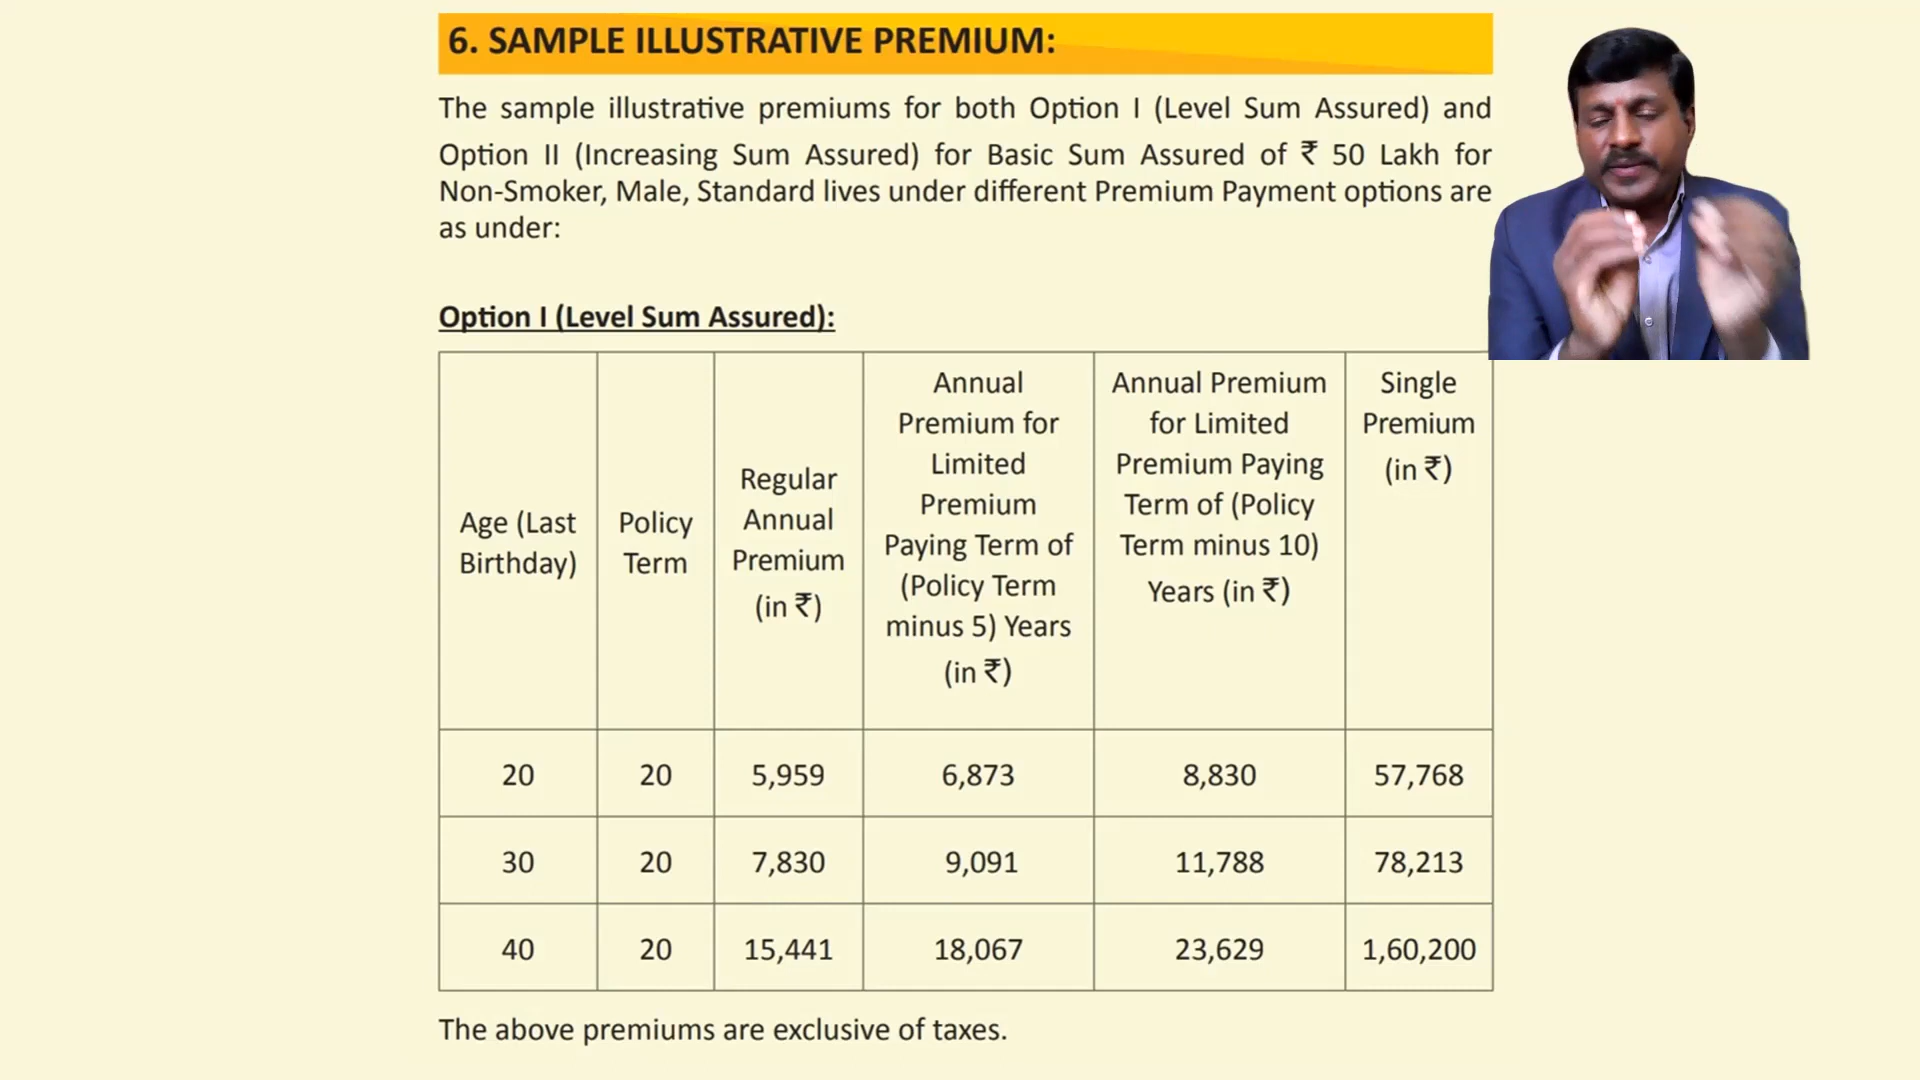 6. SAMPLE ILLUSTRATIVE PREMIUM:
The sample illustrative premiums for both Option I (Level Sum Assured) and
Option II (Increasing Sum Assured) for Basic Sum Assured of ₹ 50 Lakh for
Non-Smoker, Male, Standard lives under different Premium Payment options are
as under:
Option I (Level Sum Assured):
Age (Last
Birthday)
Policy
Term
Regular
Annual
Premium
(in ₹)
Annual
Premium for
Limited
Premium
Paying Term of
(Policy Term
minus 5) Years
(in ₹)
Annual Premium
for Limited
Premium Paying
Term of (Policy
Term minus 10)
Years (in ₹)
Single
Premium
(in ₹)
20 20 5,959 6,873 8,830 57,768
30 20 7,830 9,091 11,788 78,213
40 20 15,441 18,067 23,629 1,60,200
The above premiums are exclusive of taxes.